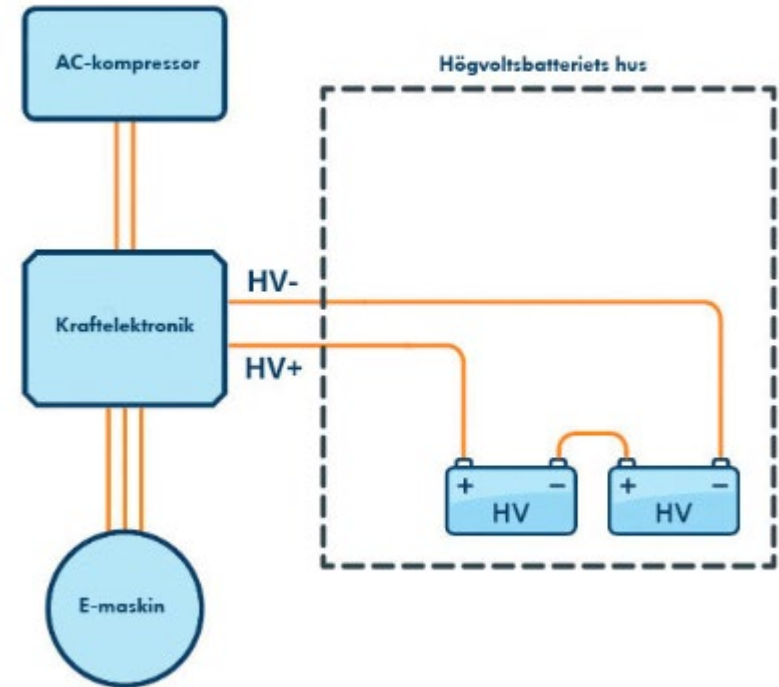 AC-kompressor
Högvoltsbatteriets hus
HV-
Kraftelektronik
HV+
+ − + −
HV HV
E-maskin